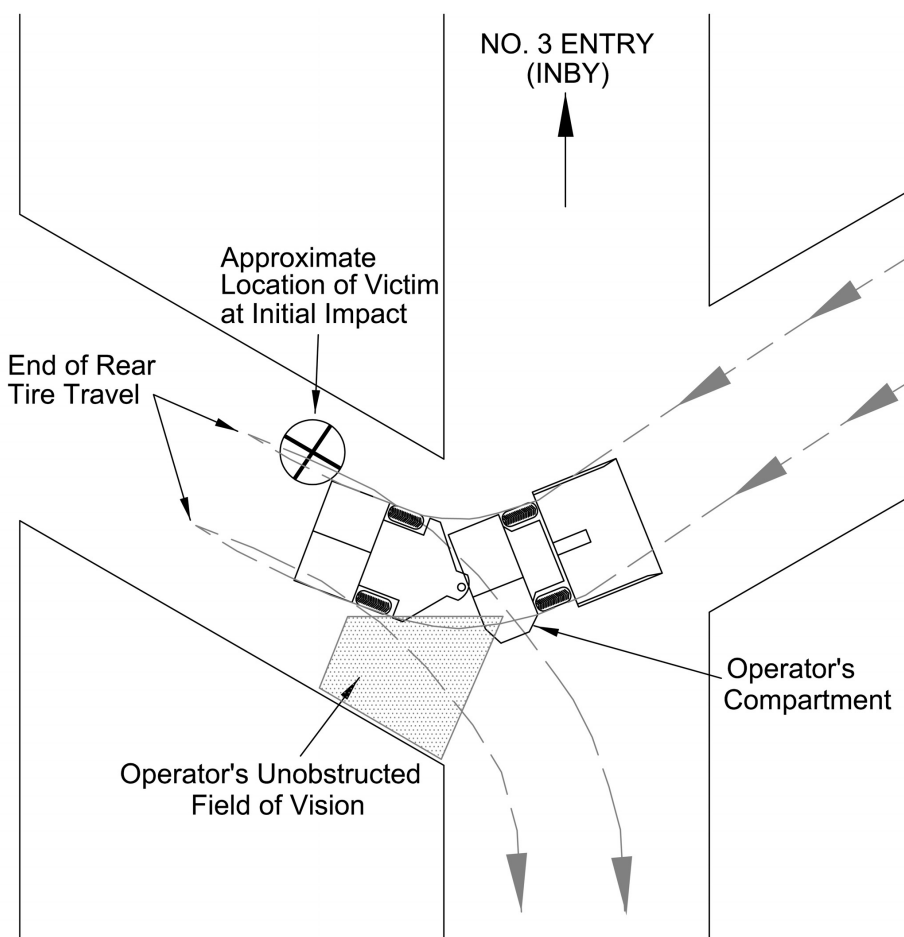 NO. 3 ENTRY
(INBY)
Approximate
Location of Victim
at Initial Impact
End of Rear
Tire Travel
Operator's
Compartment
Operator's Unobstructed
Field of Vision